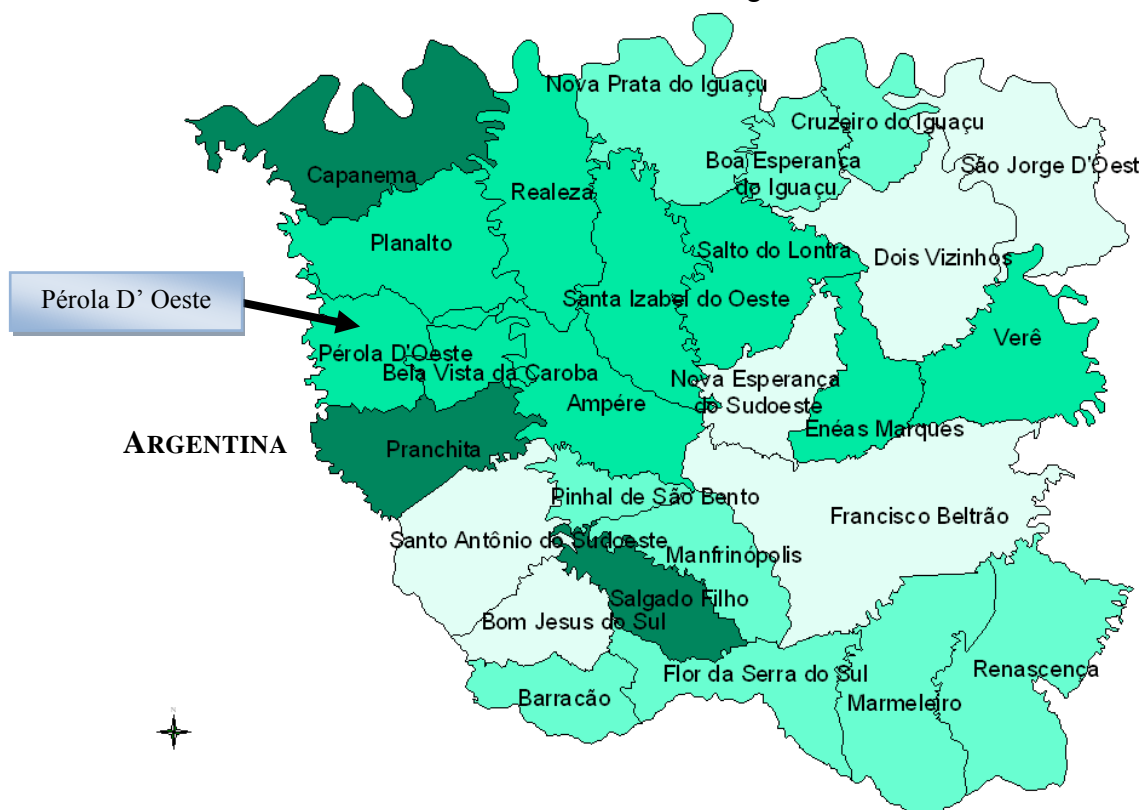 Nova Prata do Iguaçu
Cruzeiro do Iguaçu
Boa Esperança
do Iguaçu
São Jorge D'Oest
Capanema
Realeza
Planalto
Salto do Lontra
Dois Vizinhos
Pérola D' Oeste
Santa Izabel do Oeste
Verê
Pérola D'Oeste
Bela Vista da Caroba
Nova Esperança
do Sudoeste
Ampére
Enéas Marques
ARGENTINA
Pranchita
Pinhal de São Bento
Francisco Beltrão
Santo Antônio do Sudoeste
Manfrinópolis
Salgado Filho
Bom Jesus do Sul
Flor da Serra do Sul
Renascença
Barracão
Marmeleiro
N